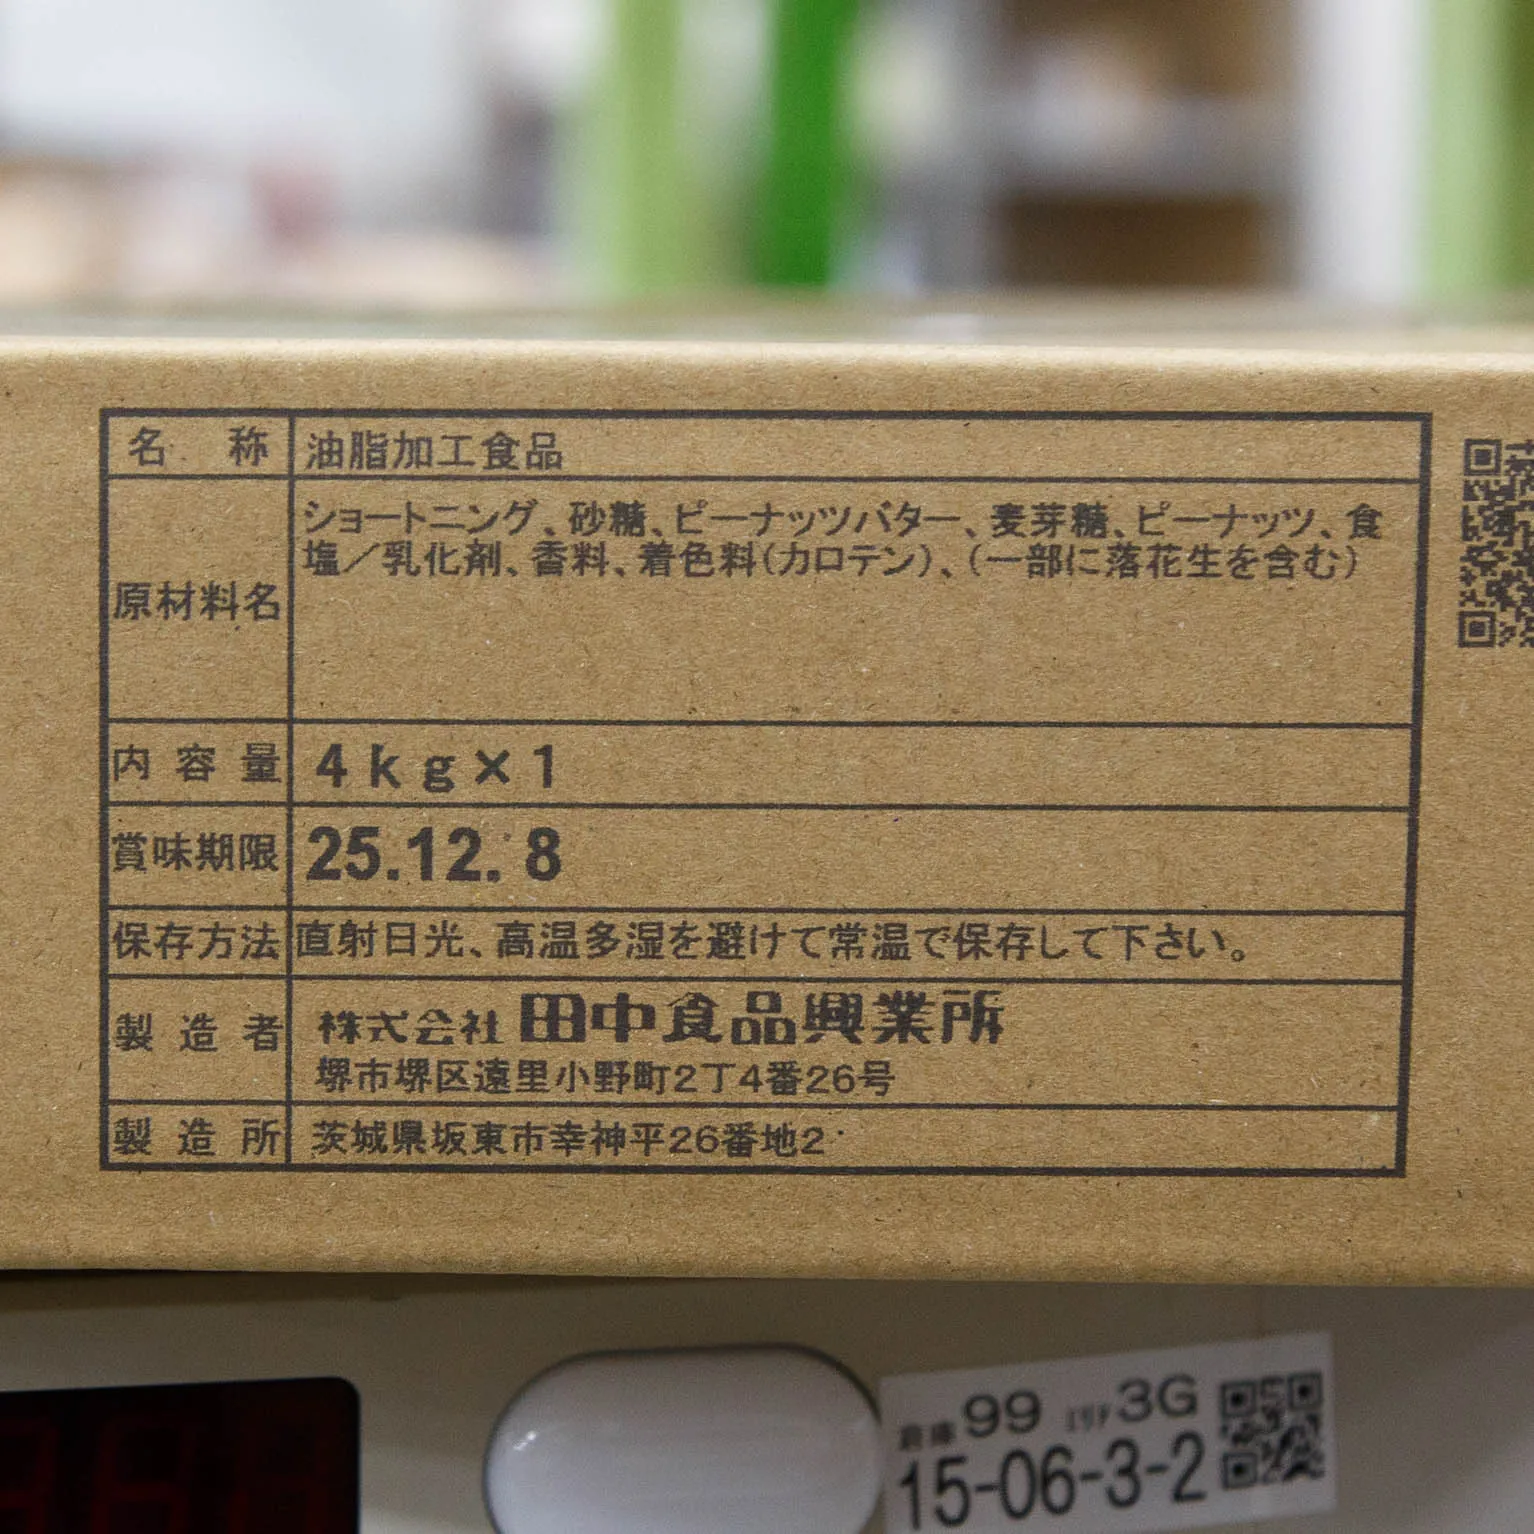 名称 油脂加工食品
原材料名 ショートニング、砂糖、ピーナッツバター、麦芽糖、ピーナッツ、食
塩／乳化剤、香料、着色料(カロテン)、(一部に落花生を含む)
内容量 4kg×1
賞味期限 25.12. 8
保存方法 直射日光、高温多湿を避けて常温で保存して下さい。
製造者 株式会社 田中食品興業所
堺市堺区遠里小野町2丁4番26号
製造所 茨城県坂東市幸神平26番地2
倉庫 99 エリア 3G
15-06-3-2